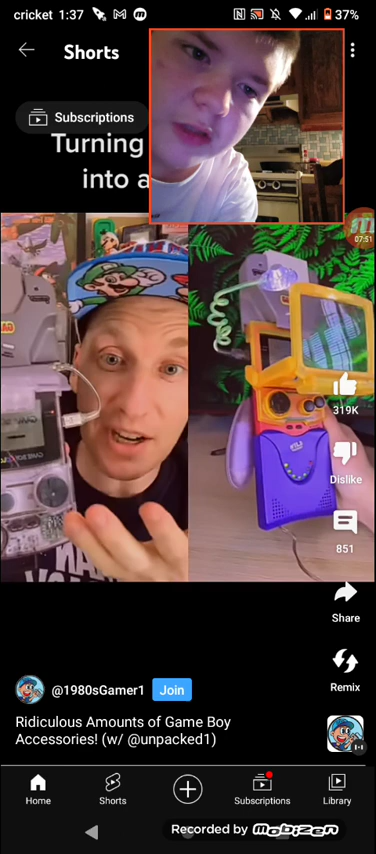 cricket 1:37
37%
Shorts
Subscriptions
Turning
into a
07:51
319K
Dislike
851
Share
Remix
@1980sGamer1 Join
Ridiculous Amounts of Game Boy
Accessories! (w/ @unpacked1)
Home
Shorts
Subscriptions
Library
Recorded by mobizen